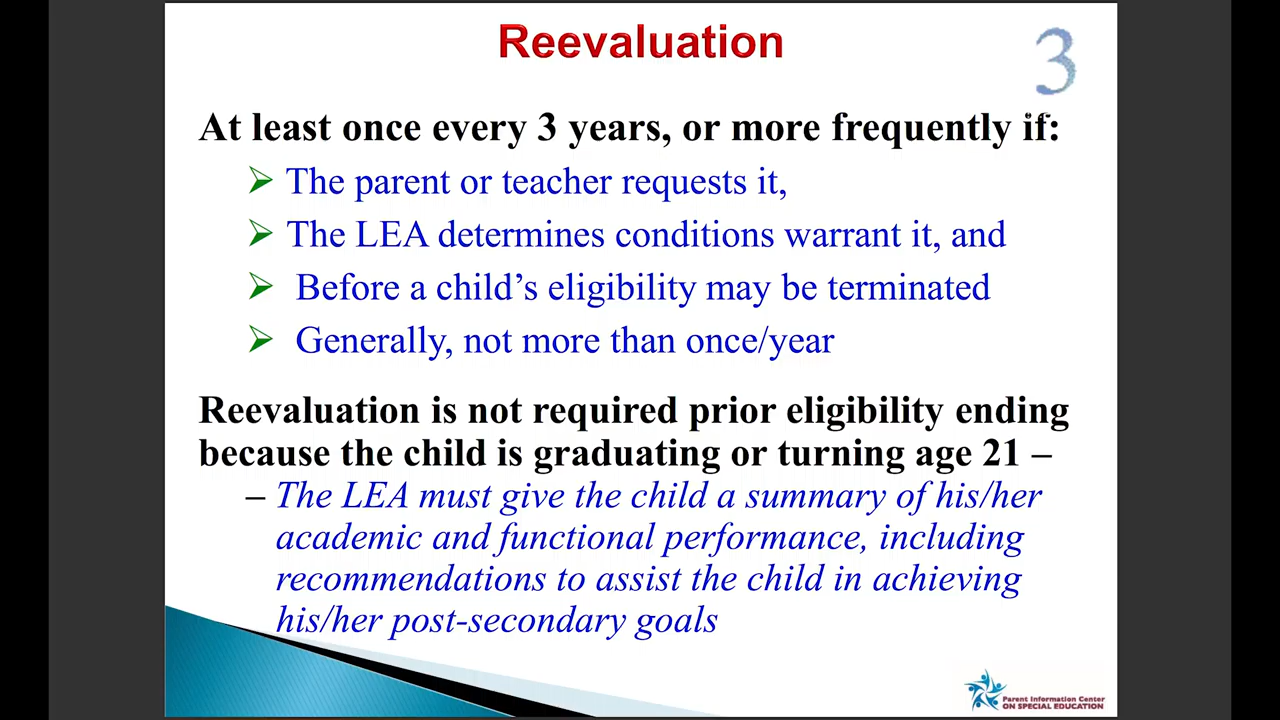 Reevaluation
3
At least once every 3 years, or more frequently if:
The parent or teacher requests it,
The LEA determines conditions warrant it, and
Before a child's eligibility may be terminated
Generally, not more than once/year
Reevaluation is not required prior eligibility ending
because the child is graduating or turning age 21 –
– The LEA must give the child a summary of his/her
academic and functional performance, including
recommendations to assist the child in achieving
his/her post-secondary goals
Parent Information Center
ON SPECIAL EDUCATION